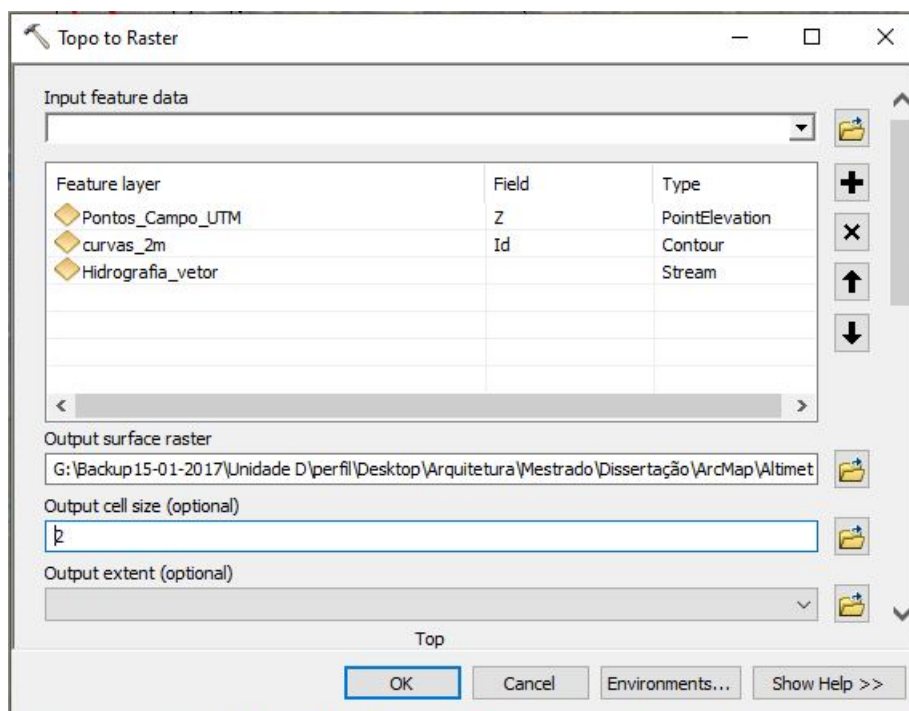 Topo to Raster
Input feature data
Feature layer Field Type
Pontos_Campo_UTM Z PointElevation
curvas_2m Id Contour
Hidrografia_vetor Stream
Output surface raster
G:\Backup15-01-2017\Unidade D\perfil\Desktop\Arquitetura\Mestrado\Dissertação\ArcMap\Altimet
Output cell size (optional)
2
Output extent (optional)
Top
OK Cancel Environments... Show Help >>